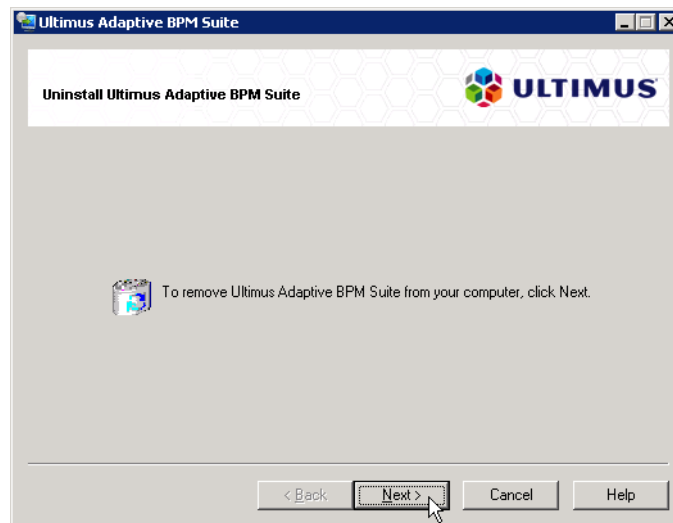 Ultimus Adaptive BPM Suite
Uninstall Ultimus Adaptive BPM Suite
ULTIMUS
To remove Ultimus Adaptive BPM Suite from your computer, click Next.
< Back Next > Cancel Help